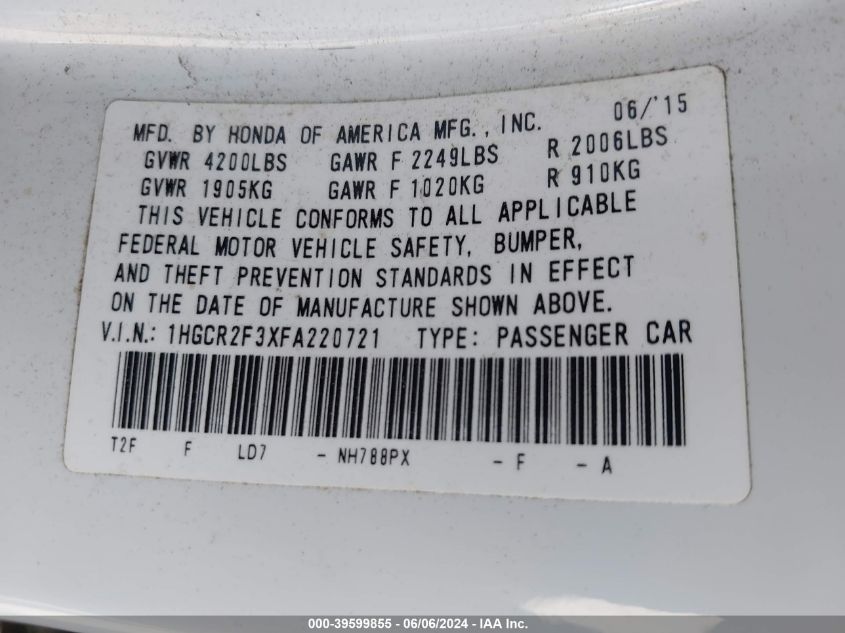 06/'15
MFD. BY HONDA OF AMERICA MFG., INC.
GVWR 4200LBS GAWR F 2249LBS R 2006LBS
GVWR 1905KG GAWR F 1020KG R 910KG
THIS VEHICLE CONFORMS TO ALL APPLICABLE
FEDERAL MOTOR VEHICLE SAFETY, BUMPER,
AND THEFT PREVENTION STANDARDS IN EFFECT
ON THE DATE OF MANUFACTURE SHOWN ABOVE.
V.I.N.: 1HGCR2F3XFA220721 TYPE: PASSENGER CAR
T2F F LD7 - NH788PX - F - A
000-39599855 - 06/06/2024 - IAA Inc.